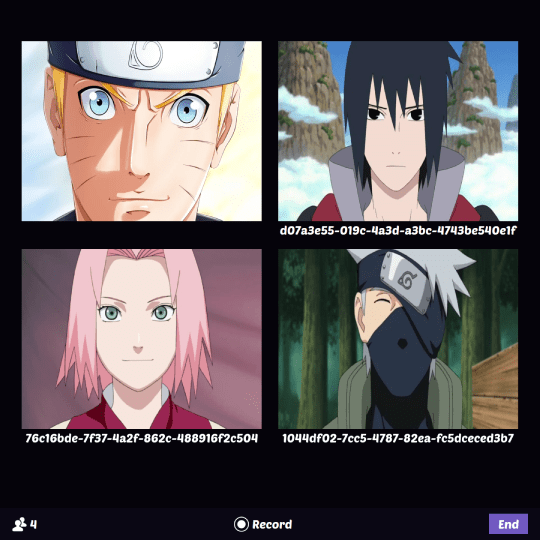 d07a3e55-019c-4a3d-a3bc-4743be540e1f
76c16bde-7f37-4a2f-862c-488916f2c504
1044df02-7cc5-4787-82ea-fc5dceced3b7
4
Record
End